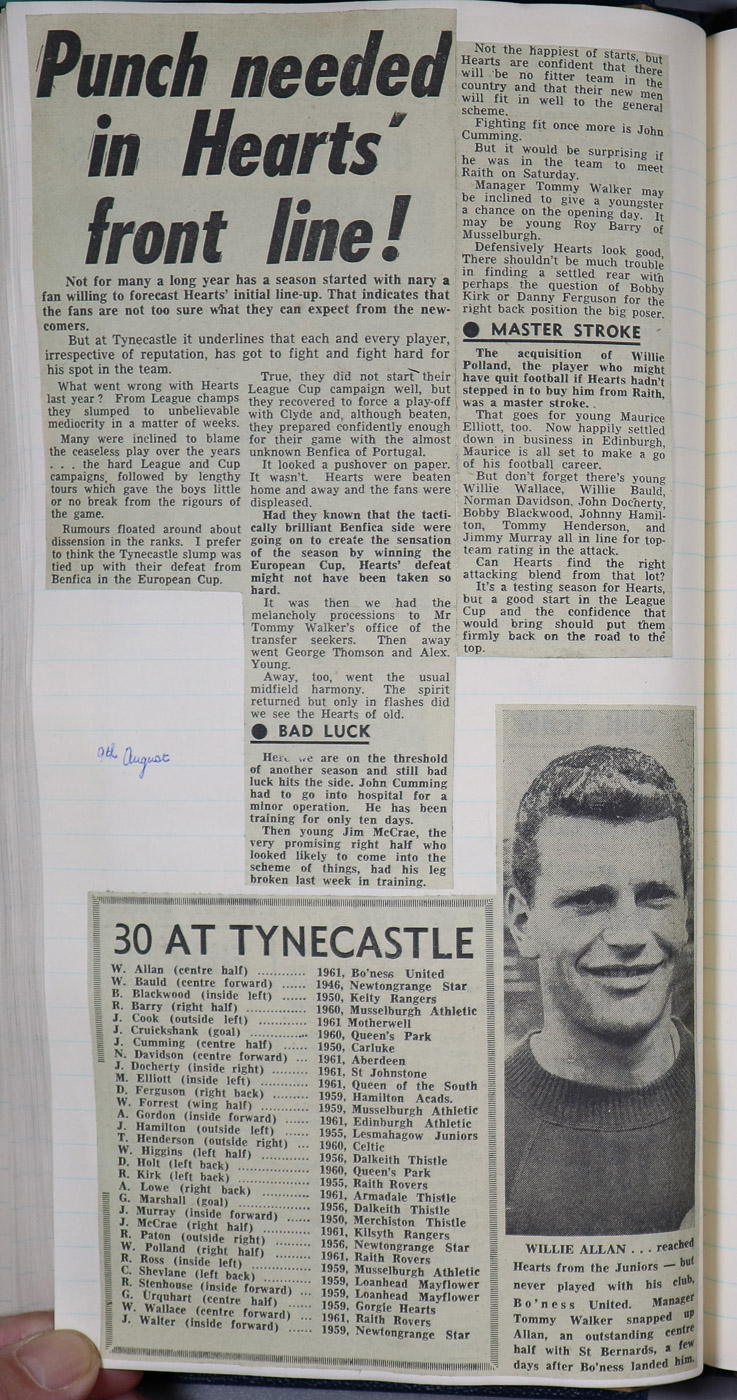 Punch needed
in Hearts'
front line!
Not for many a long year has a season started with nary a
fan willing to forecast Hearts' initial line-up. That indicates that
the fans are not too sure what they can expect from the new-
comers.
But at Tynecastle it underlines that each and every player,
irrespective of reputation, has got to fight and fight hard for
his spot in the team.
What went wrong with Hearts
last year? From League champs
they slumped to unbelievable
mediocrity in a matter of weeks.
Many were inclined to blame
the ceaseless play over the years
. . . the hard League and Cup
campaigns, followed by lengthy
tours which gave the boys little
or no break from the rigours of
the game.
Rumours floated around about
dissension in the ranks. I prefer
to think the Tynecastle slump was
tied up with their defeat from
Benfica in the European Cup.
True, they did not start their
League Cup campaign well, but
they recovered to force a play-off
with Clyde and, although beaten,
they prepared confidently enough
for their game with the almost
unknown Benfica of Portugal.
It looked a pushover on paper.
It wasn't. Hearts were beaten
home and away and the fans were
displeased.
Had they known that the tacti-
cally brilliant Benfica side were
going on to create the sensation
of the season by winning the
European Cup, Hearts' defeat
might not have been taken so
hard.
It was then we had the
melancholy processions to Mr
Tommy Walker's office of the
transfer seekers. Then away
went George Thomson and Alex.
Young.
Away, too, went the usual
midfield harmony. The spirit
returned but only in flashes did
we see the Hearts of old.
● BAD LUCK
Here we are on the threshold
of another season and still bad
luck hits the side. John Cumming
had to go into hospital for a
minor operation. He has been
training for only ten days.
Then young Jim McCrae, the
very promising right half who
looked likely to come into the
scheme of things, had his leg
broken last week in training.
Not the happiest of starts, but
Hearts are confident that there
will be no fitter team in the
country and that their new men
will fit in well to the general
scheme.
Fighting fit once more is John
Cumming.
But it would be surprising if
he was in the team to meet
Raith on Saturday.
Manager Tommy Walker may
be inclined to give a youngster
a chance on the opening day. It
may be young Roy Barry of
Musselburgh.
Defensively Hearts look good,
There shouldn't be much trouble
in finding a settled rear with
perhaps the question of Bobby
Kirk or Danny Ferguson for the
right back position the big poser.
● MASTER STROKE
The acquisition of Willie
Polland, the player who might
have quit football if Hearts hadn't
stepped in to buy him from Raith,
was a master stroke.
That goes for young Maurice
Elliott, too. Now happily settled
down in business in Edinburgh,
Maurice is all set to make a go
of his football career.
But don't forget there's young
Willie Wallace, Willie Bauld,
Norman Davidson, John Docherty,
Bobby Blackwood, Johnny Hamil-
ton, Tommy Henderson, and
Jimmy Murray all in line for top-
team rating in the attack.
Can Hearts find the right
attacking blend from that lot?
It's a testing season for Hearts,
but a good start in the League
Cup and the confidence that
would bring should put them
firmly back on the road to the
top.
9th August
30 AT TYNECASTLE
W. Allan (centre half) ............ 1961, Bo'ness United
W. Bauld (centre forward) ...... 1946, Newtongrange Star
B. Blackwood (inside left) ...... 1950, Kelty Rangers
R. Barry (right half) ............... 1960, Musselburgh Athletic
J. Cook (outside left) ............ 1961 Motherwell
J. Cruickshank (goal) ............ 1960, Queen's Park
J. Cumming (centre half) ...... 1950, Carluke
N. Davidson (centre forward) ... 1961, Aberdeen
J. Docherty (inside right) ......... 1961, St Johnstone
M. Elliott (inside left) ............ 1961, Queen of the South
D. Ferguson (right back) ......... 1959, Hamilton Acads.
W. Forrest (wing half) ............ 1959, Musselburgh Athletic
A. Gordon (inside forward) ...... 1961, Edinburgh Athletic
J. Hamilton (outside left) ...... 1955, Lesmahagow Juniors
T. Henderson (outside right) ... 1960, Celtic
W. Higgins (left half) ............ 1956, Dalkeith Thistle
D. Holt (left back) ............... 1960, Queen's Park
R. Kirk (left back) ............... 1955, Raith Rovers
A. Lowe (right back) ............ 1961, Armadale Thistle
G. Marshall (goal) ............... 1956, Dalkeith Thistle
J. Murray (inside forward) ...... 1950, Merchiston Thistle
J. McCrae (right half) ............ 1961, Kilsyth Rangers
R. Paton (outside right) ......... 1956, Newtongrange Star
W. Polland (right half) ............ 1961, Raith Rovers
R. Ross (inside left) ............... 1959, Musselburgh Athletic
C. Shevlane (left back) ............ 1959, Loanhead Mayflower
R. Stenhouse (inside forward) ... 1959, Loanhead Mayflower
G. Urquhart (centre half) ...... 1959, Gorgie Hearts
W. Wallace (centre forward) ... 1961, Raith Rovers
J. Walter (inside forward) ...... 1959, Newtongrange Star
WILLIE ALLAN . . . reached
Hearts from the Juniors — but
never played with his club,
Bo'ness United. Manager
Tommy Walker snapped up
Allan, an outstanding centre
half with St Bernards, a few
days after Bo'ness landed him.